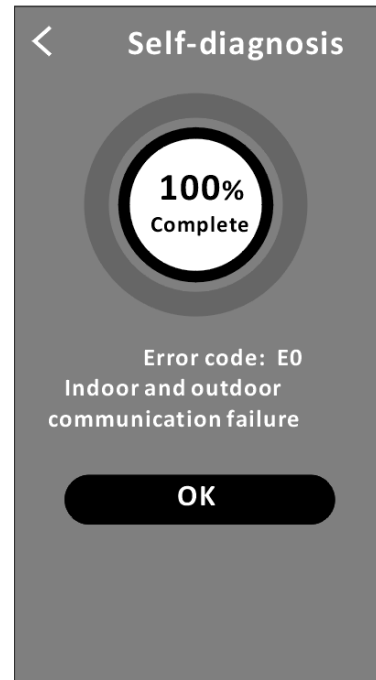 Self-diagnosis
100%
Complete
Error code: E0
Indoor and outdoor
communication failure
OK